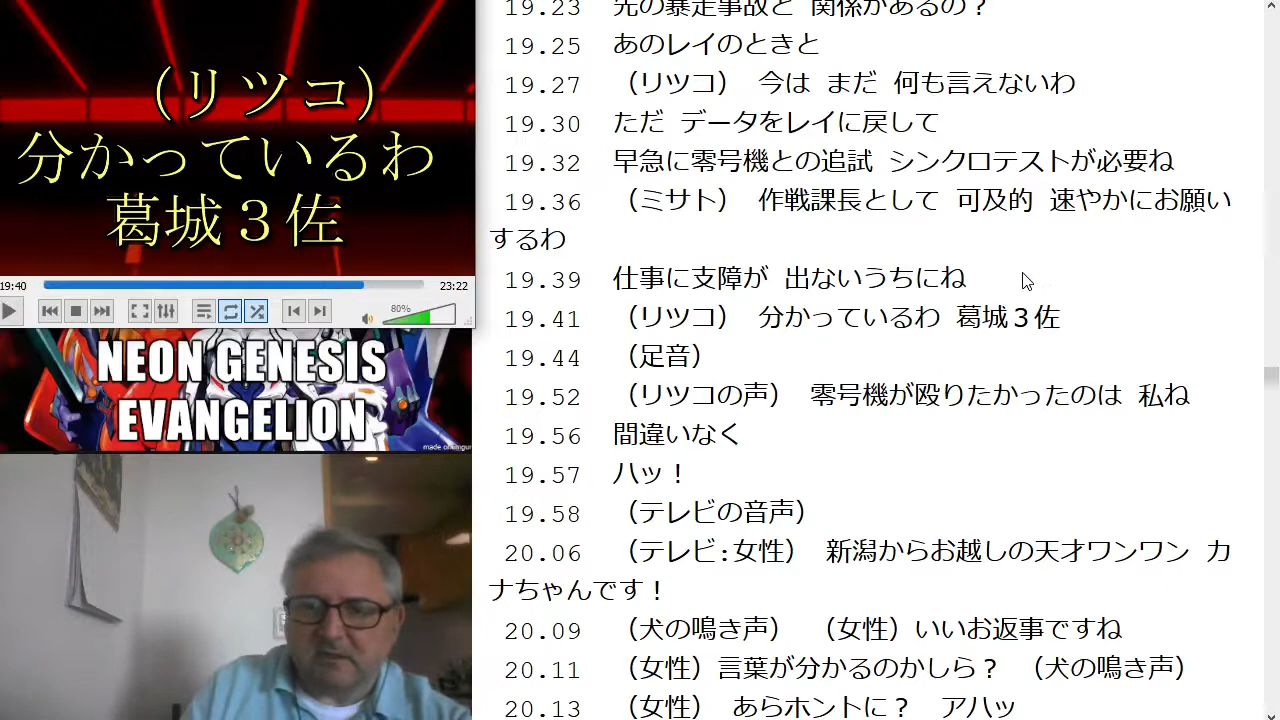 （リツコ）
分かっているわ
葛城３佐
19:40
23:22
80%
NEON GENESIS
EVANGELION
19.23 先の暴走事故と 関係があるの？
19.25 あのレイのときと
19.27 （リツコ） 今は まだ 何も言えないわ
19.30 ただ データをレイに戻して
19.32 早急に零号機との追試 シンクロテストが必要ね
19.36 （ミサト） 作戦課長として 可及的 速やかにお願い
するわ
19.39 仕事に支障が 出ないうちにね
19.41 （リツコ） 分かっているわ 葛城３佐
19.44 （足音）
19.52 （リツコの声） 零号機が殴りたかったのは 私ね
19.56 間違いなく
19.57 ハッ！
19.58 （テレビの音声）
20.06 （テレビ:女性） 新潟からお越しの天才ワンワン カ
ナちゃんです！
20.09 （犬の鳴き声） （女性）いいお返事ですね
20.11 （女性）言葉が分かるのかしら？ （犬の鳴き声）
20.13 （女性） あらホントに？ アハッ